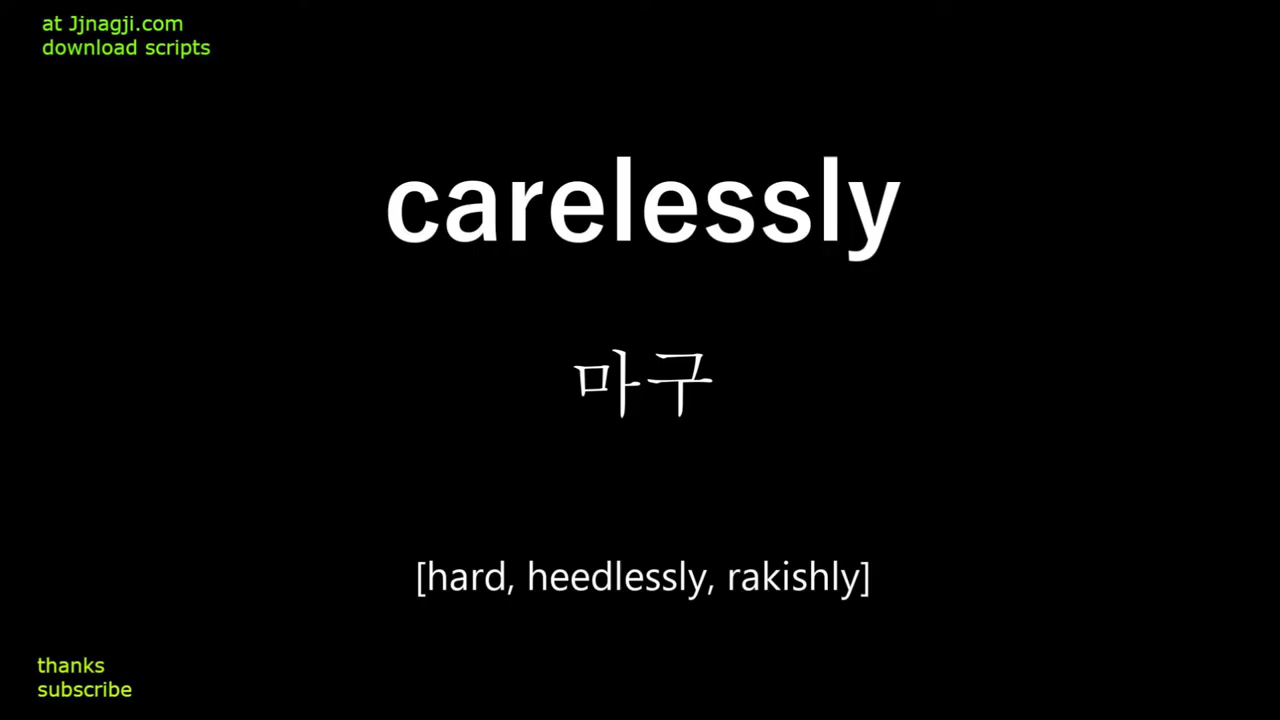 at Jjnagji.com
download scripts
carelessly
마구
[hard, heedlessly, rakishly]
thanks
subscribe